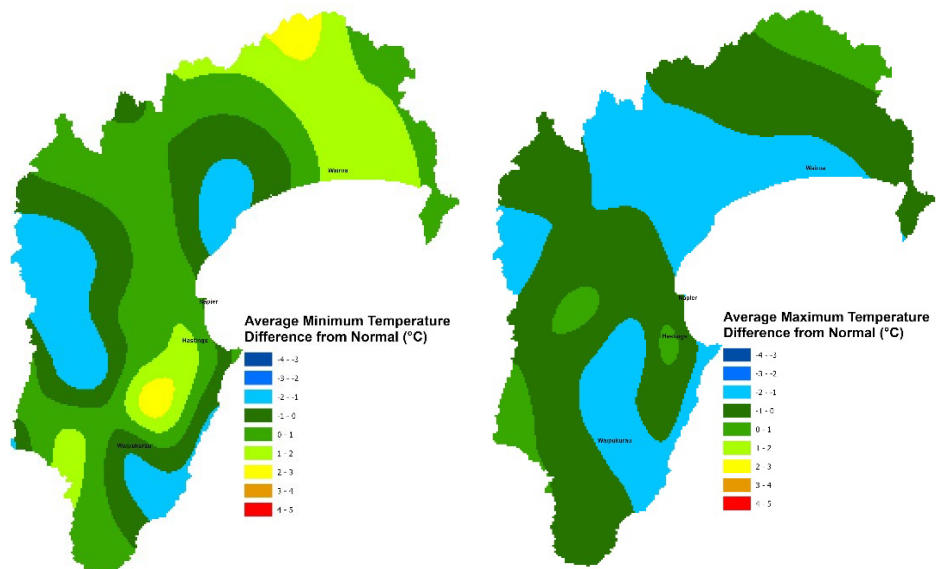 Wairoa
Napier
Hastings
Waipukurau
Average Minimum Temperature
Difference from Normal (°C)
-4 - -3
-3 - -2
-2 - -1
-1 - 0
0 - 1
1 - 2
2 - 3
3 - 4
4 - 5
Wairoa
Napier
Hastings
Waipukurau
Average Maximum Temperature
Difference from Normal (°C)
-4 - -3
-3 - -2
-2 - -1
-1 - 0
0 - 1
1 - 2
2 - 3
3 - 4
4 - 5